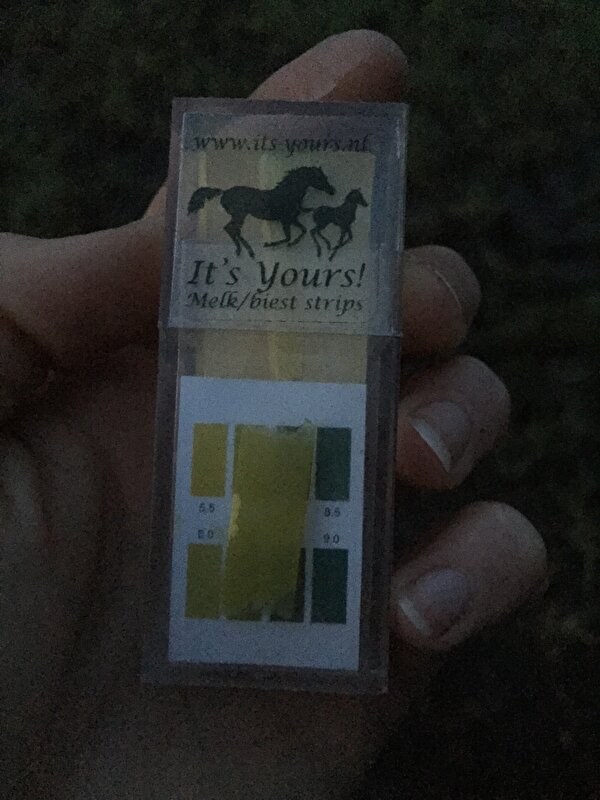 www.its-yours.nl
It's Yours!
Melk/biest strips
5.5 8.5
6.0 9.0